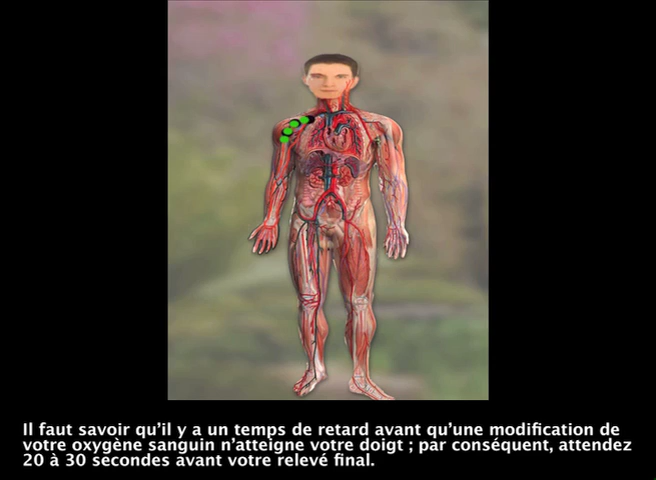 Il faut savoir qu'il y a un temps de retard avant qu'une modification de
votre oxygène sanguin n'atteigne votre doigt ; par conséquent, attendez
20 à 30 secondes avant votre relevé final.